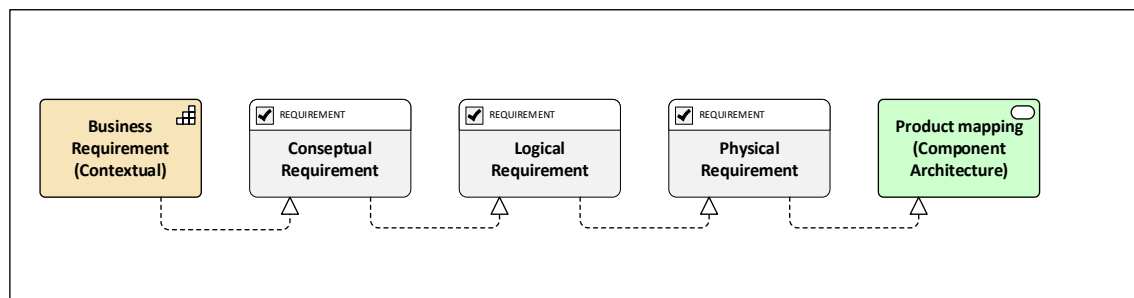 Business
Requirement
(Contextual)
REQUIREMENT
Conseptual
Requirement
REQUIREMENT
Logical
Requirement
REQUIREMENT
Physical
Requirement
Product mapping
(Component
Architecture)